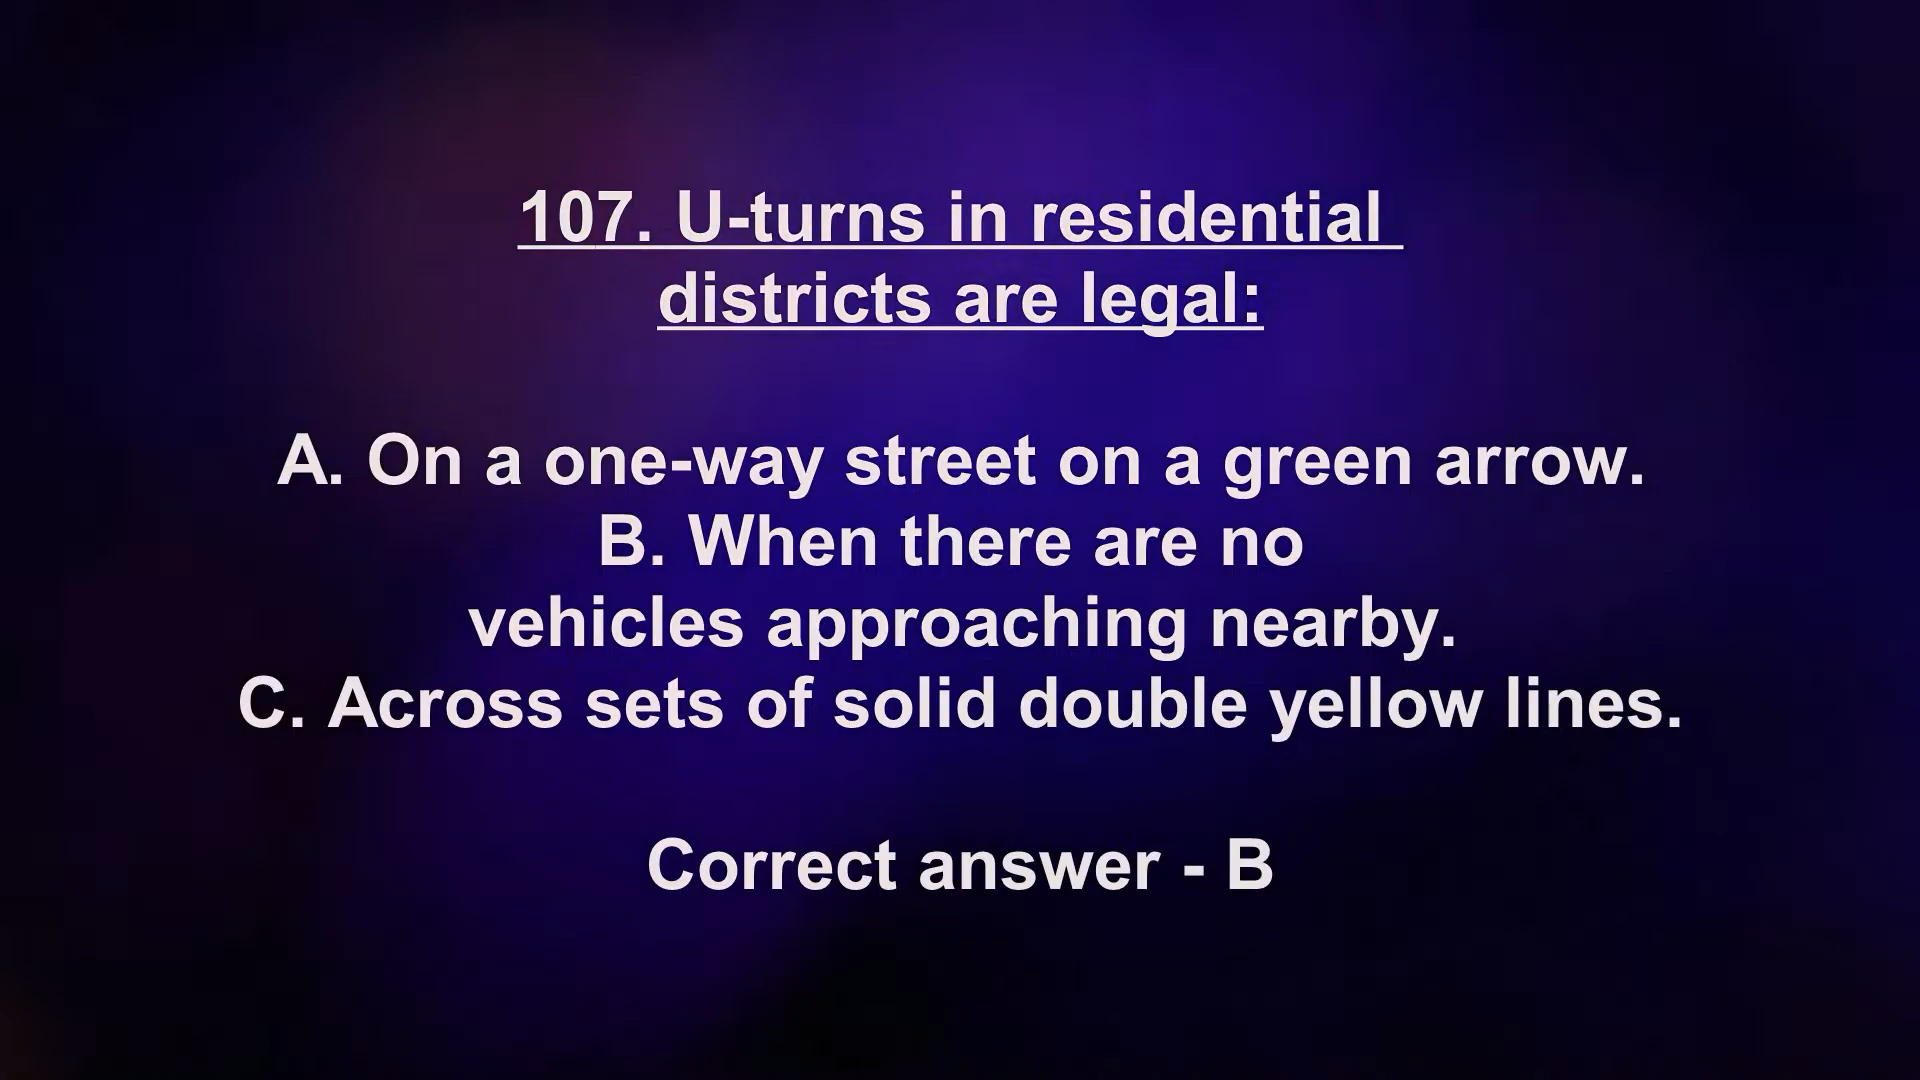 107. U-turns in residential
districts are legal:
A. On a one-way street on a green arrow.
B. When there are no
vehicles approaching nearby.
C. Across sets of solid double yellow lines.
Correct answer - B